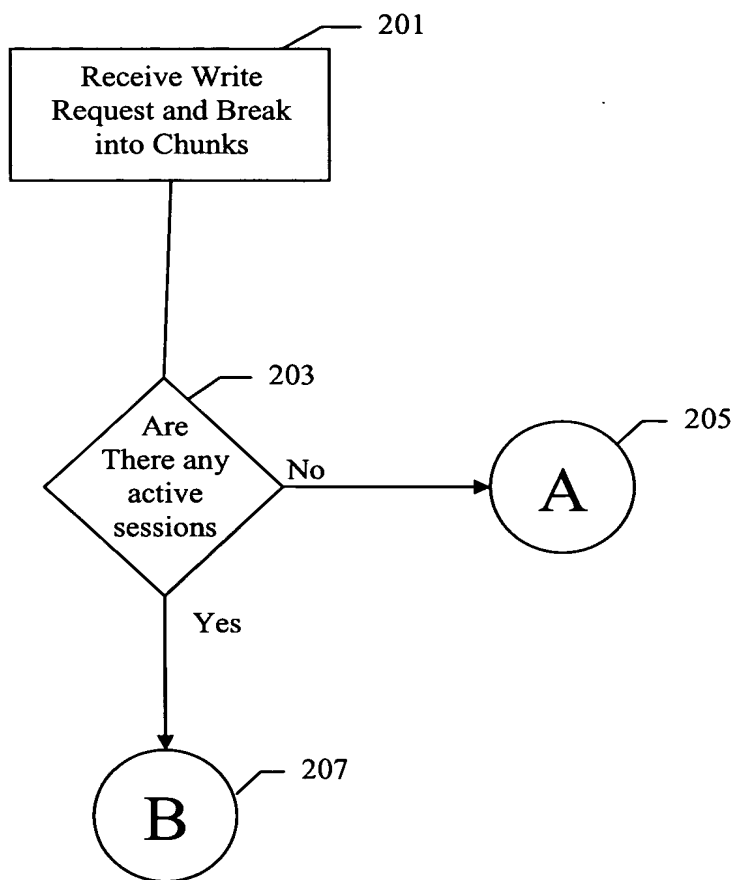 201
Receive Write
Request and Break
into Chunks
203
Are
There any
active
sessions
No
205
A
Yes
207
B